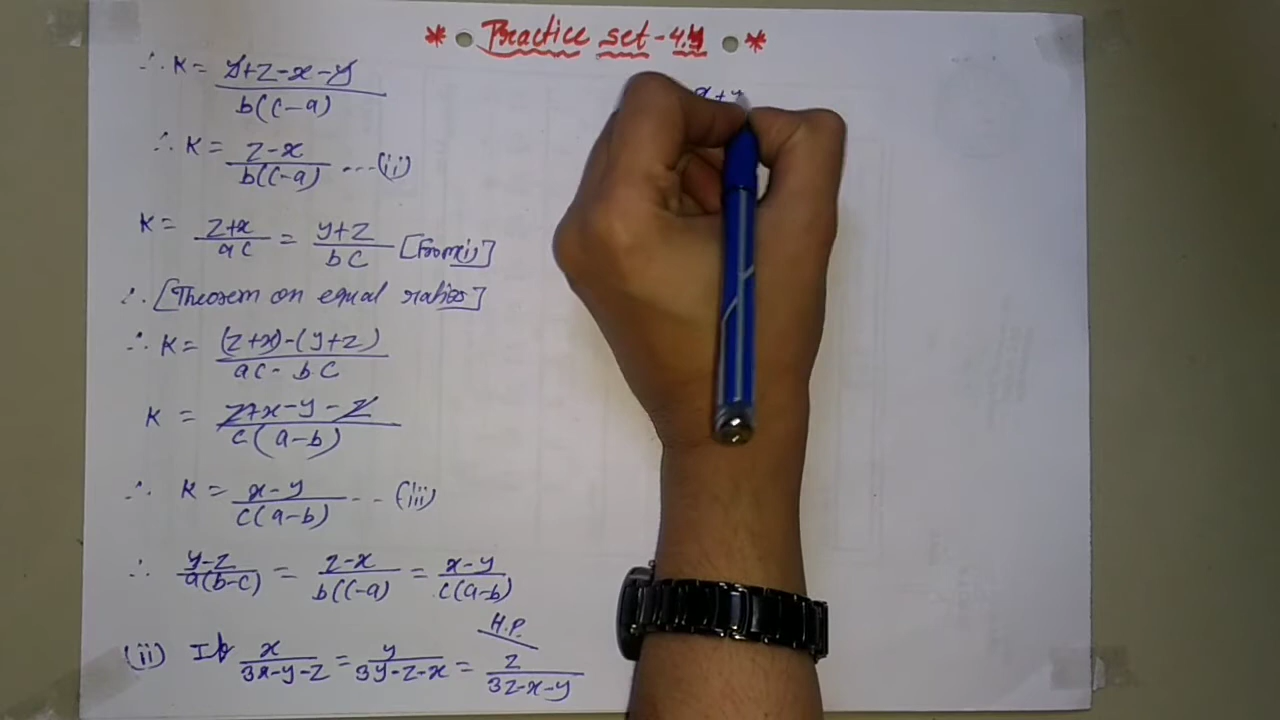 * Practice set-4.4 *
∴ K = y+z-x-y / b(c-a)
∴ K = z-x / b(c-a) ---(ii)
K = z+x / ac = y+z / bc [From(i)]
∴ [Theorem on equal ratios]
∴ K = (z+x)-(y+z) / ac-bc
K = z+x-y-z / c(a-b)
∴ K = x-y / c(a-b) -- (iii)
∴ y-z / a(b-c) = z-x / b(c-a) = x-y / c(a-b)
H.P.
(ii) If x / 3x-y-z = y / 3y-z-x = z / 3z-x-y
x+